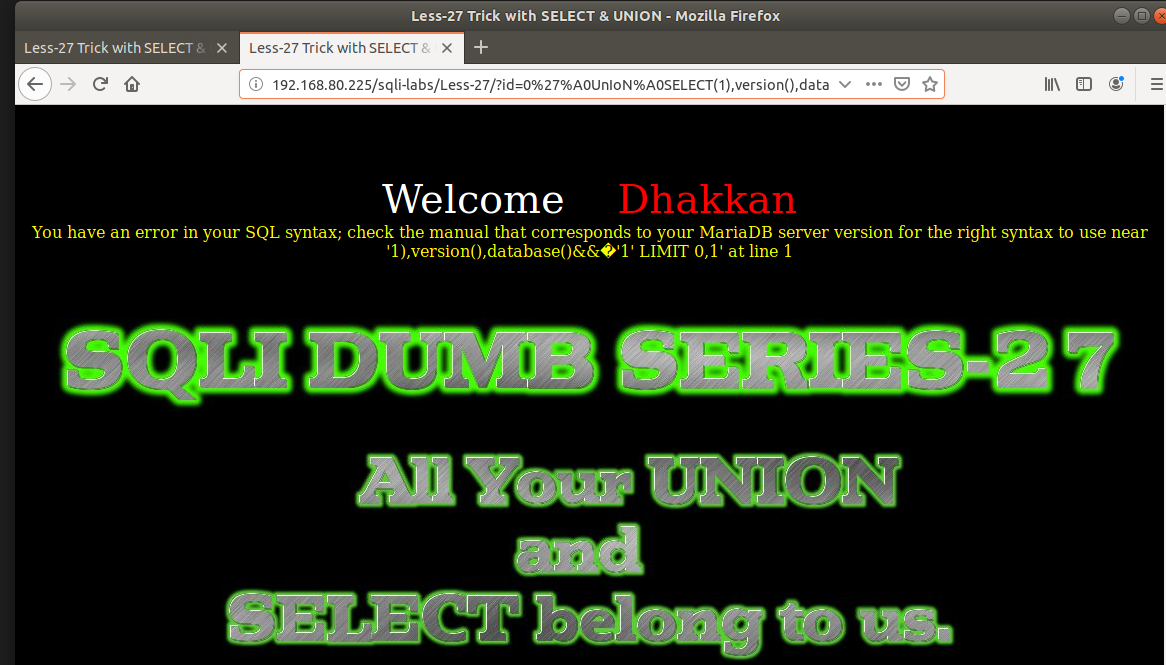 Less-27 Trick with SELECT & UNION - Mozilla Firefox
Less-27 Trick with SELECT &
Less-27 Trick with SELECT &
192.168.80.225/sqli-labs/Less-27/?id=0%27%A0UnIoN%A0SELECT(1),version(),data
Welcome Dhakkan
You have an error in your SQL syntax; check the manual that corresponds to your MariaDB server version for the right syntax to use near
'1),version(),database()&&�'1' LIMIT 0,1' at line 1
SQLI DUMB SERIES-27
All Your UNION
and
SELECT belong to us.